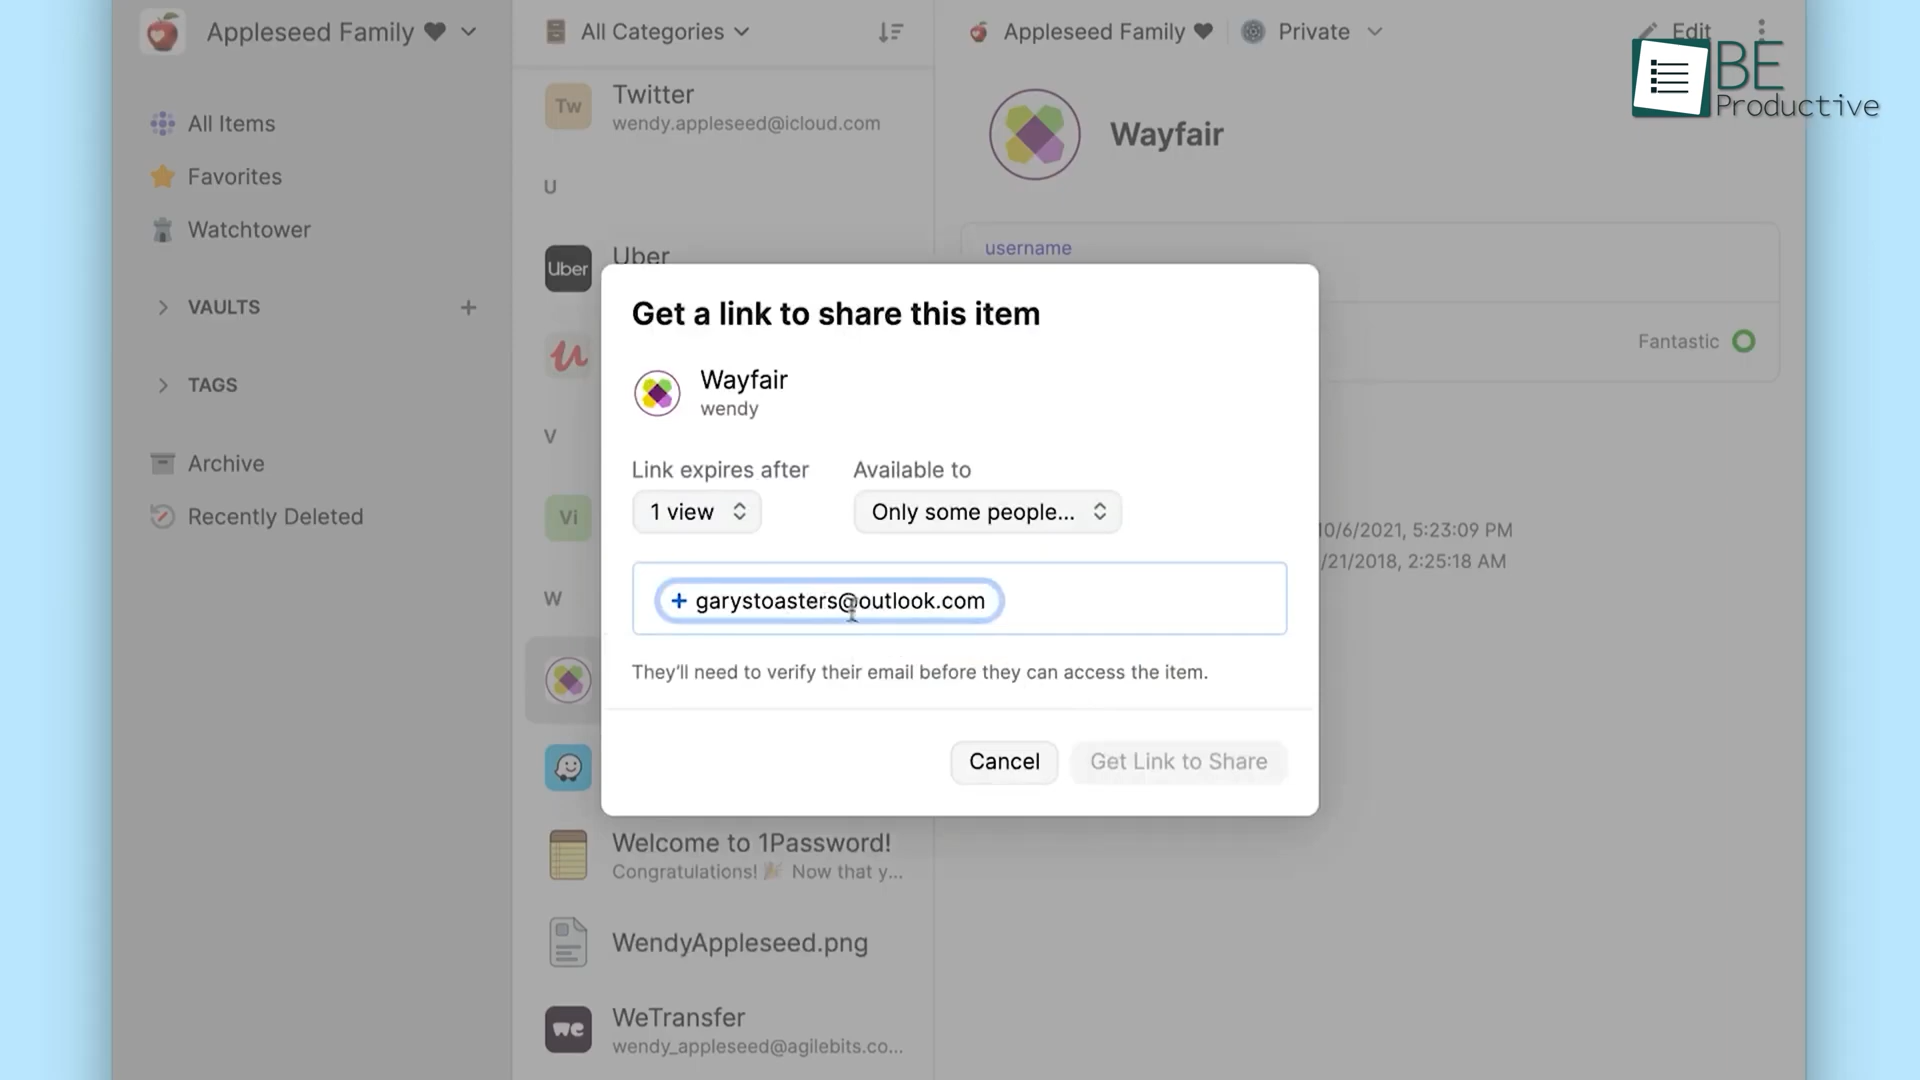 Appleseed Family
All Items
Favorites
Watchtower
VAULTS
TAGS
Archive
Recently Deleted
All Categories
Tw
Twitter
wendy.appleseed@icloud.com
U
Uber
Uber
V
Vi
W
Welcome to 1Password!
Congratulations! 🎉 Now that y...
WendyAppleseed.png
we
WeTransfer
wendy_appleseed@agilebits.co...
Appleseed Family
Private
Edit
BE
Productive
Wayfair
username
Fantastic
10/6/2021, 5:23:09 PM
/21/2018, 2:25:18 AM
Get a link to share this item
Wayfair
wendy
Link expires after
Available to
1 view
Only some people...
+ garystoasters@outlook.com
They'll need to verify their email before they can access the item.
Cancel
Get Link to Share